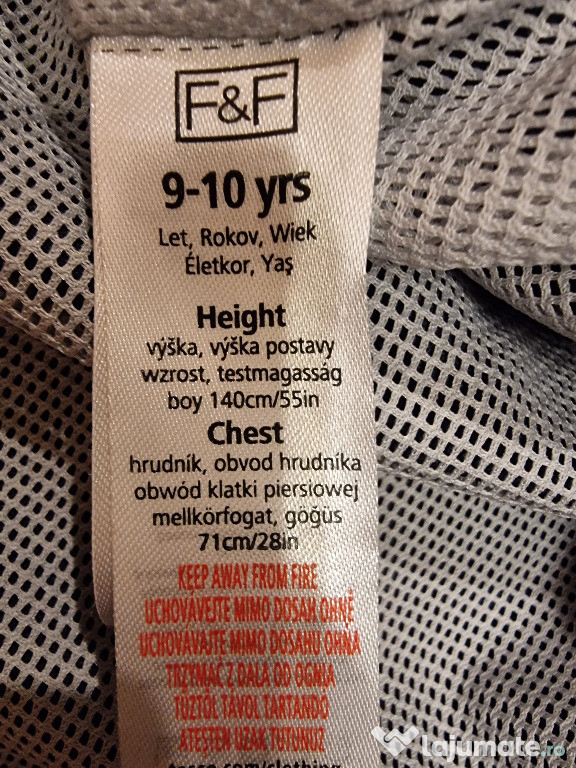 F&F
9-10 yrs
Let, Rokov, Wiek
Életkor, Yaş
Height
výška, výška postavy
wzrost, testmagasság
boy 140cm/55in
Chest
hrudník, obvod hrudníka
obwód klatki piersiowej
mellkörfogat, göğüs
71cm/28in
KEEP AWAY FROM FIRE
UCHOVÁVEJTE MIMO DOSAH OHNĚ
UCHOVÁVAJTE MIMO DOSAHU OHŇA
TRZYMAĆ Z DALA OD OGNIA
TŰZTŐL TÁVOL TARTANDÓ
ATEŞTEN UZAK TUTUNUZ
lajumate.ro